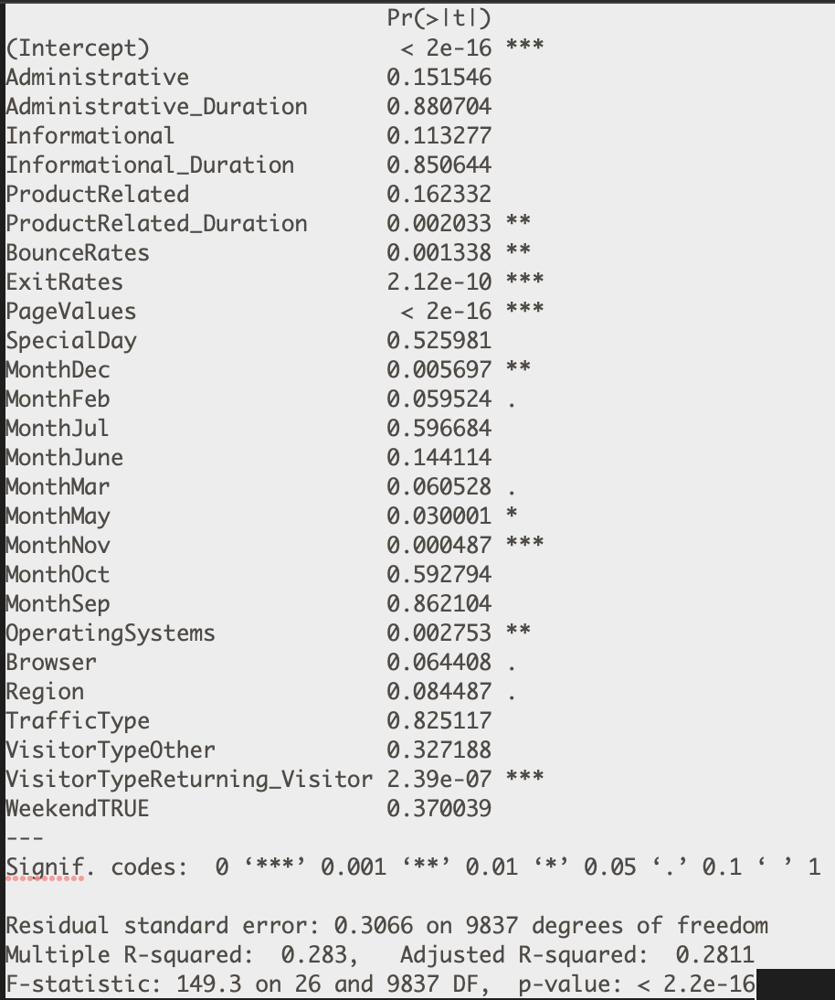 Pr(>|t|)
(Intercept) < 2e-16 ***
Administrative 0.151546
Administrative_Duration 0.880704
Informational 0.113277
Informational_Duration 0.850644
ProductRelated 0.162332
ProductRelated_Duration 0.002033 **
BounceRates 0.001338 **
ExitRates 2.12e-10 ***
PageValues < 2e-16 ***
SpecialDay 0.525981
MonthDec 0.005697 **
MonthFeb 0.059524 .
MonthJul 0.596684
MonthJune 0.144114
MonthMar 0.060528 .
MonthMay 0.030001 *
MonthNov 0.000487 ***
MonthOct 0.592794
MonthSep 0.862104
OperatingSystems 0.002753 **
Browser 0.064408 .
Region 0.084487 .
TrafficType 0.825117
VisitorTypeOther 0.327188
VisitorTypeReturning_Visitor 2.39e-07 ***
WeekendTRUE 0.370039
---
Signif. codes: 0 ‘***’ 0.001 ‘**’ 0.01 ‘*’ 0.05 ‘.’ 0.1 ‘ ’ 1
Residual standard error: 0.3066 on 9837 degrees of freedom
Multiple R-squared: 0.283, Adjusted R-squared: 0.2811
F-statistic: 149.3 on 26 and 9837 DF, p-value: < 2.2e-16